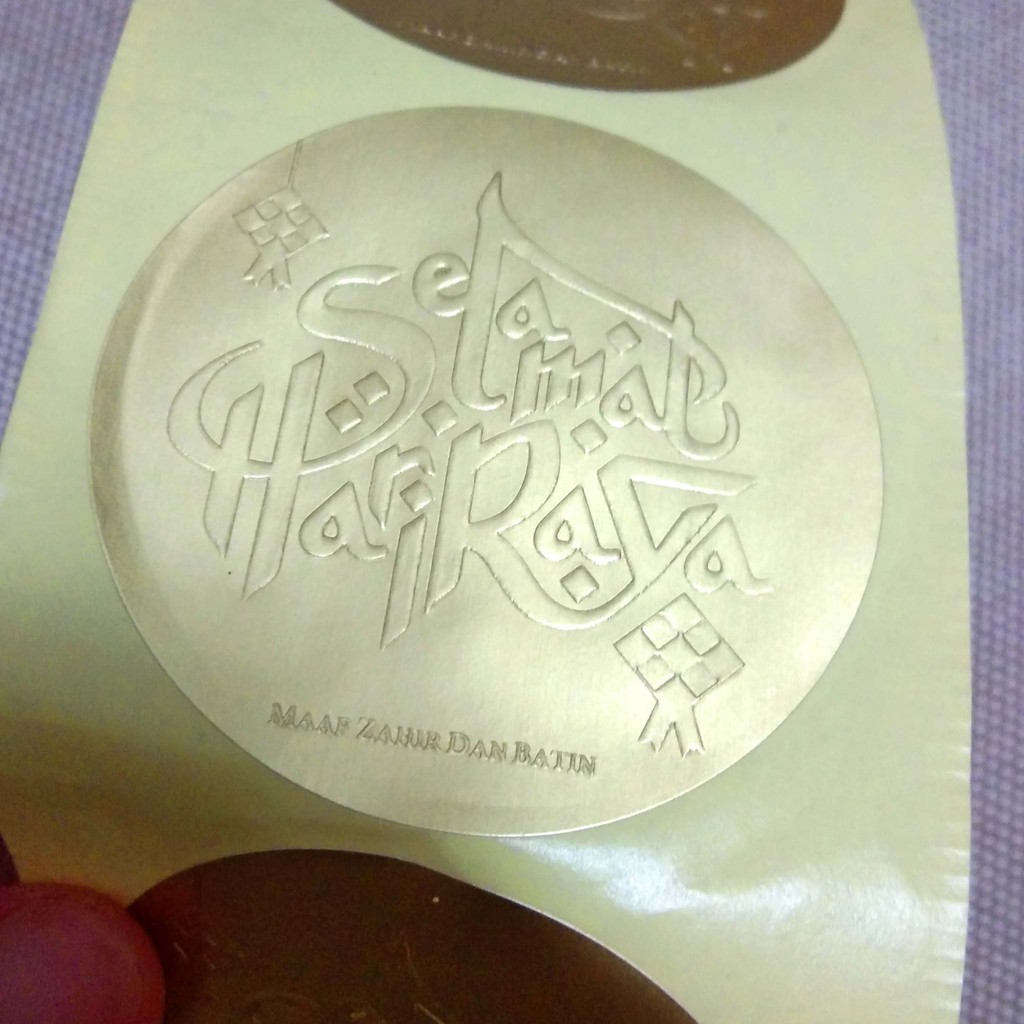 Selamat
Hari Raya
MAAF ZAHIR DAN BATIN